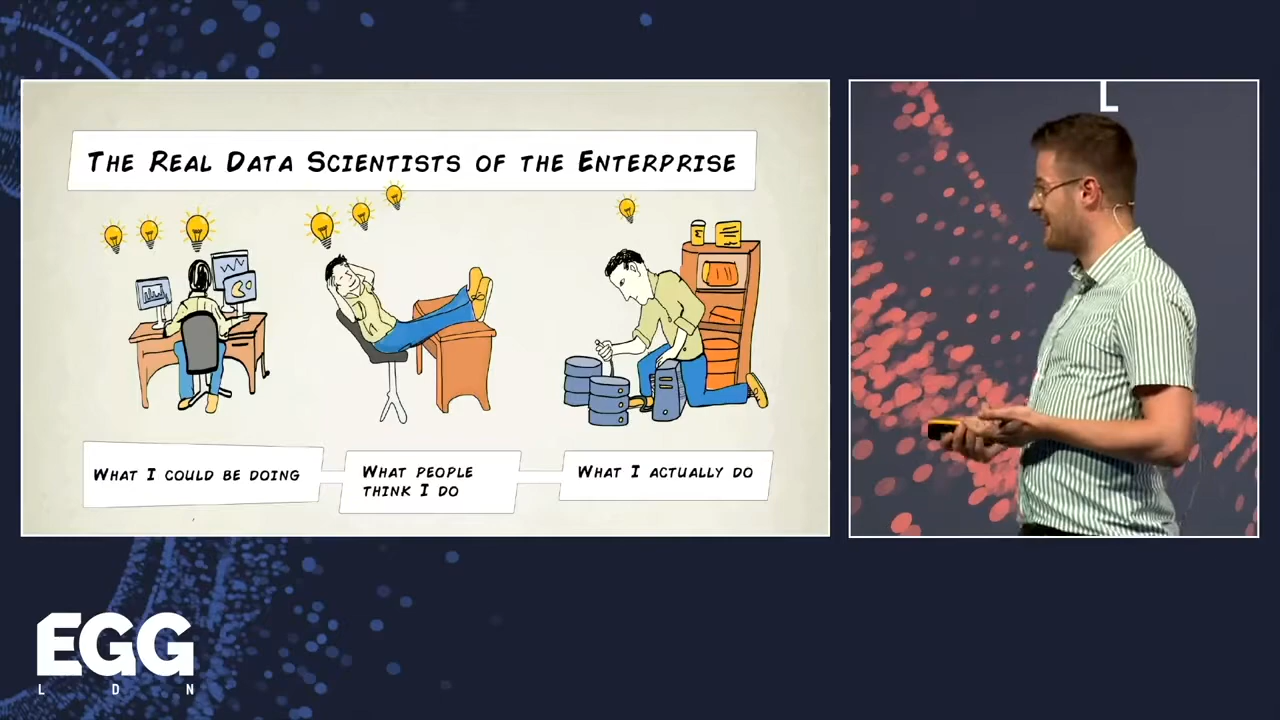 L
THE REAL DATA SCIENTISTS OF THE ENTERPRISE
WHAT I COULD BE DOING
WHAT PEOPLE
THINK I DO
WHAT I ACTUALLY DO
EGG
LDN